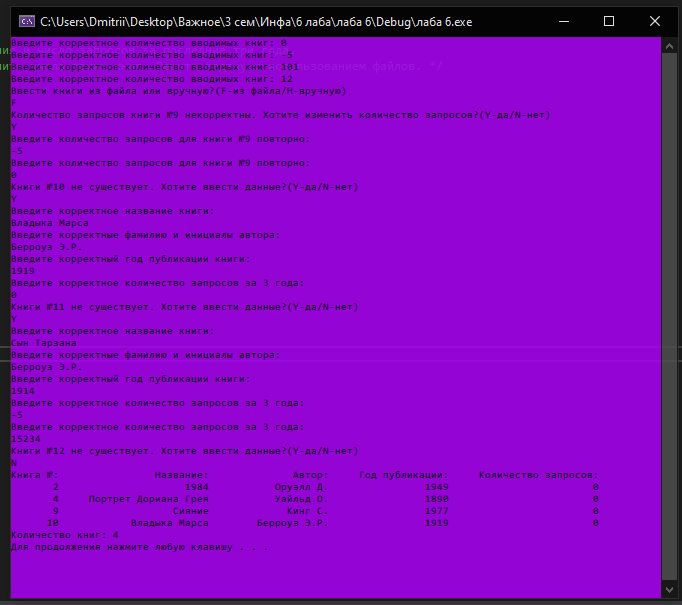 C:\Users\Dmitrii\Desktop\Важное\3 сем\Инфа\6 лаба\лаба 6\Debug\лаба 6.exe
Введите корректное количество вводимых книг: 0
Введите корректное количество вводимых книг: -5
Введите корректное количество вводимых книг: 101
Введите корректное количество вводимых книг: 12
Ввести книги из файла или вручную?(F-из файла/H-вручную)
F
Количество запросов книги №9 некорректны. Хотите изменить количество запросов?(Y-да/N-нет)
Y
Введите количество запросов для книги №9 повторно:
-5
Введите количество запросов для книги №9 повторно:
0
Книги №10 не существует. Хотите ввести данные?(Y-да/N-нет)
Y
Введите корректное название книги:
Владыка Марса
Введите корректные фамилию и инициалы автора:
Берроуз Э.Р.
Введите корректный год публикации книги:
1919
Введите корректное количество запросов за 3 года:
0
Книги №11 не существует. Хотите ввести данные?(Y-да/N-нет)
Y
Введите корректное название книги:
Сын Тарзана
Введите корректные фамилию и инициалы автора:
Берроуз Э.Р.
Введите корректный год публикации книги:
1914
Введите корректное количество запросов за 3 года:
-5
Введите корректное количество запросов за 3 года:
15234
Книги №12 не существует. Хотите ввести данные?(Y-да/N-нет)
N
Книга №: Название: Автор: Год публикации: Количество запросов:
2 1984 Оруэлл Д. 1949 0
4 Портрет Дориана Грея Уайльд О. 1890 0
9 Сияние Кинг С. 1977 0
10 Владыка Марса Берроуз Э.Р. 1919 0
Количество книг: 4
Для продолжения нажмите любую клавишу . . .